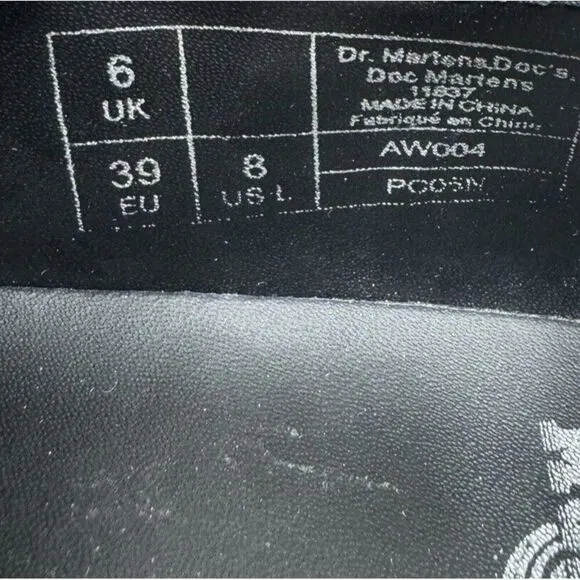 6
UK
39
EU
8
US L
Dr. Martens,Doc's,
Doc Martens
11837
MADE IN CHINA
Fabriqué en Chine
AW004